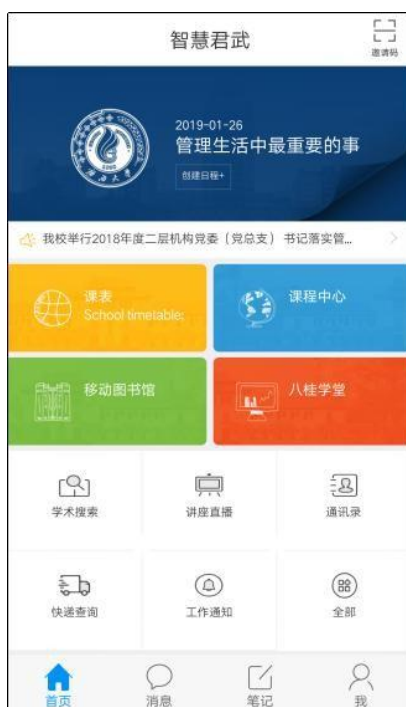 智慧君武
邀请码
2019-01-26
管理生活中最重要的事
创建日程+
我校举行2018年度二层机构党委（党总支）书记落实管...
课表
School timetable;
课程中心
移动图书馆
八桂学堂
学术搜索
讲座直播
通讯录
快递查询
工作通知
全部
首页
消息
笔记
我